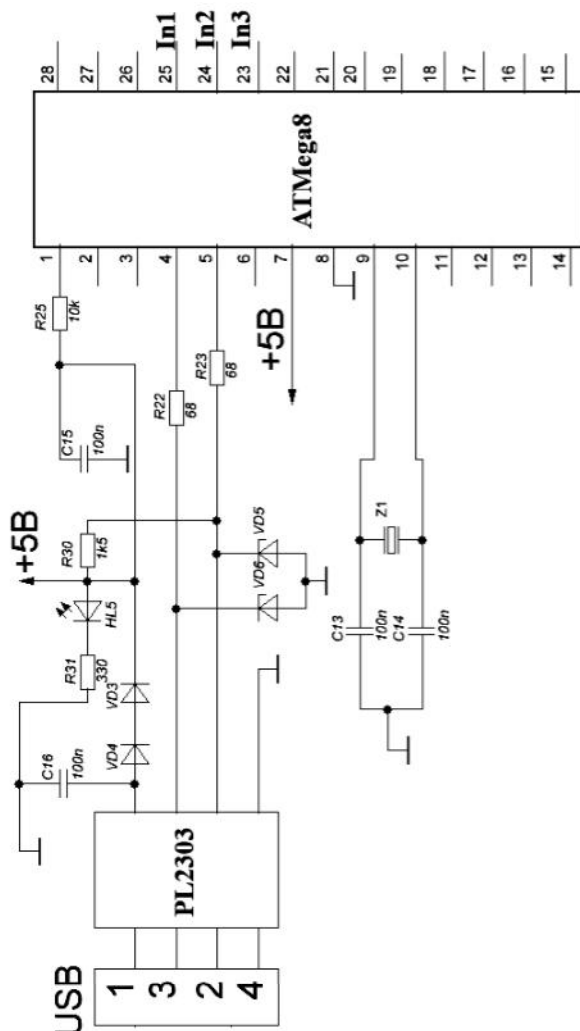 USB
1
3
2
4
PL2303
C16
100n
VD4
VD3
R31
330
HL5
+5В
R30
1k5
C15
100n
R25
10k
VD6
VD5
R22
68
R23
68
+5В
C13
100n
C14
100n
Z1
1
2
3
4
5
6
7
8
9
10
11
12
13
14
ATMega8
28
27
26
25
24
23
22
21
20
19
18
17
16
15
In1
In2
In3